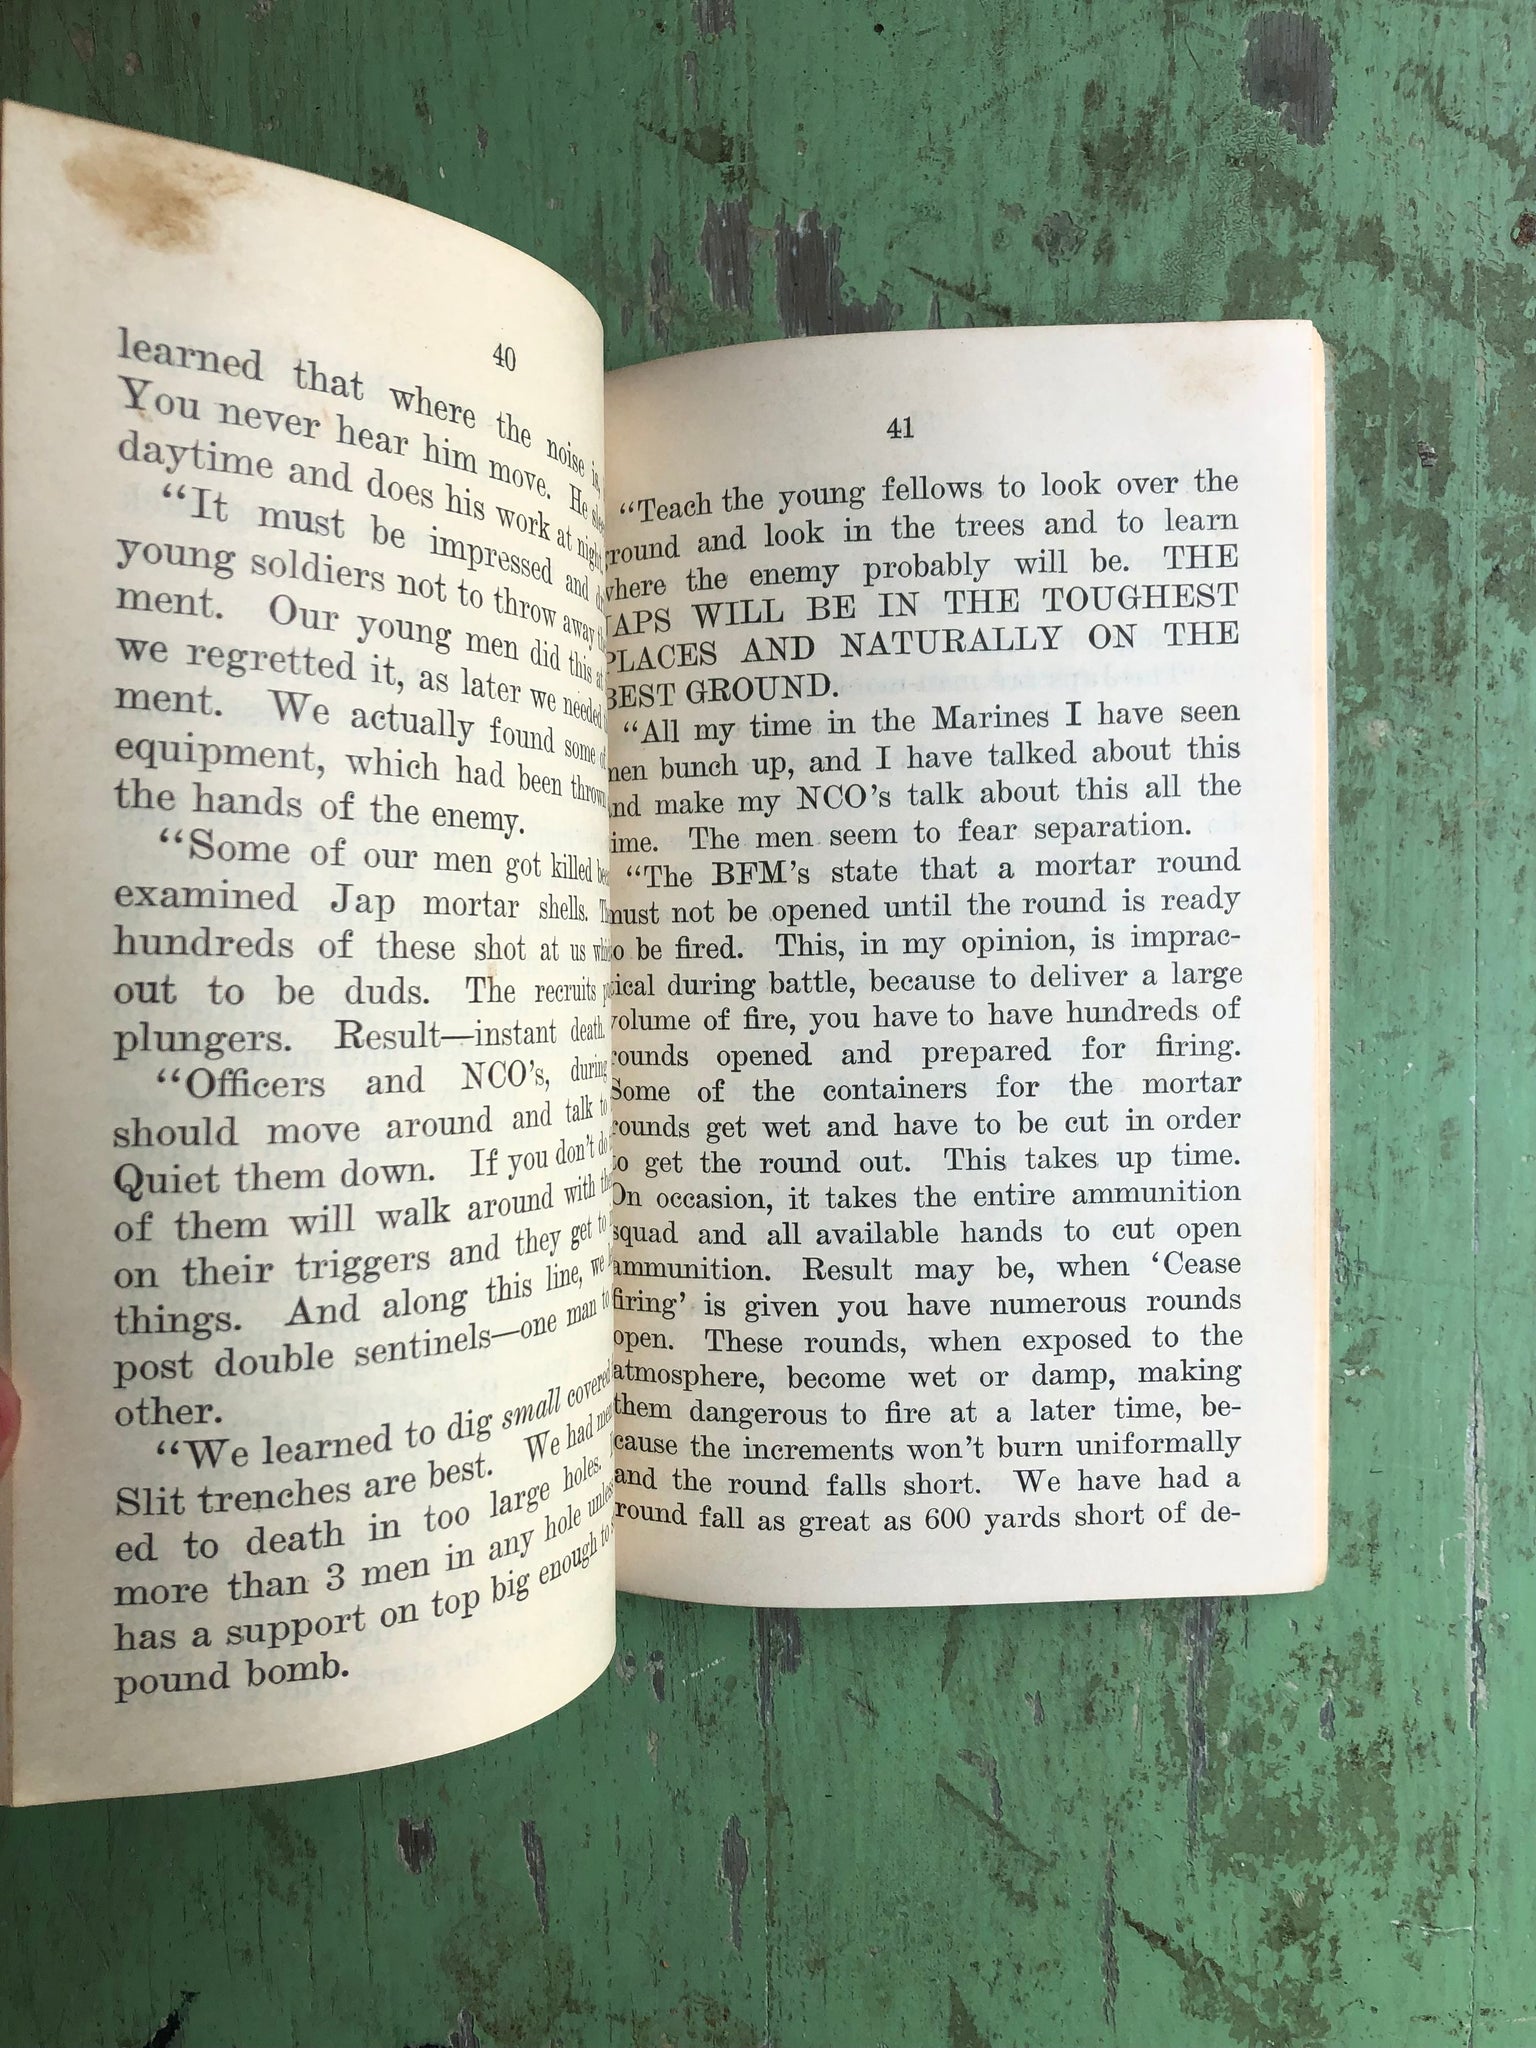 40
learned that where the noise is,
You never hear him move. He
daytime and does his work at night
"It must be impressed and
young soldiers not to throw away
ment. Our young men did this at
we regretted it, as later we needed
ment. We actually found some of
equipment, which had been thrown
the hands of the enemy.
"Some of our men got killed
examined Jap mortar shells.
hundreds of these shot at us
out to be duds. The recruits
plungers. Result—instant death.
"Officers and NCO's, during
should move around and talk to
Quiet them down. If you don't do
of them will walk around with
on their triggers and they get to
things. And along this line, we
post double sentinels—one man to
other.
"We learned to dig small covered
Slit trenches are best. We had men
ed to death in too large holes.
more than 3 men in any hole unless
has a support on top big enough to
pound bomb.
41
"Teach the young fellows to look over the
round and look in the trees and to learn
where the enemy probably will be. THE
JAPS WILL BE IN THE TOUGHEST
PLACES AND NATURALLY ON THE
BEST GROUND.
"All my time in the Marines I have seen
men bunch up, and I have talked about this
and make my NCO's talk about this all the
time. The men seem to fear separation.
"The BFM's state that a mortar round
must not be opened until the round is ready
to be fired. This, in my opinion, is imprac-
tical during battle, because to deliver a large
volume of fire, you have to have hundreds of
rounds opened and prepared for firing.
Some of the containers for the mortar
rounds get wet and have to be cut in order
to get the round out. This takes up time.
On occasion, it takes the entire ammunition
squad and all available hands to cut open
ammunition. Result may be, when 'Cease
firing' is given you have numerous rounds
open. These rounds, when exposed to the
atmosphere, become wet or damp, making
them dangerous to fire at a later time, be-
cause the increments won't burn uniformally
and the round falls short. We have had a
round fall as great as 600 yards short of de-